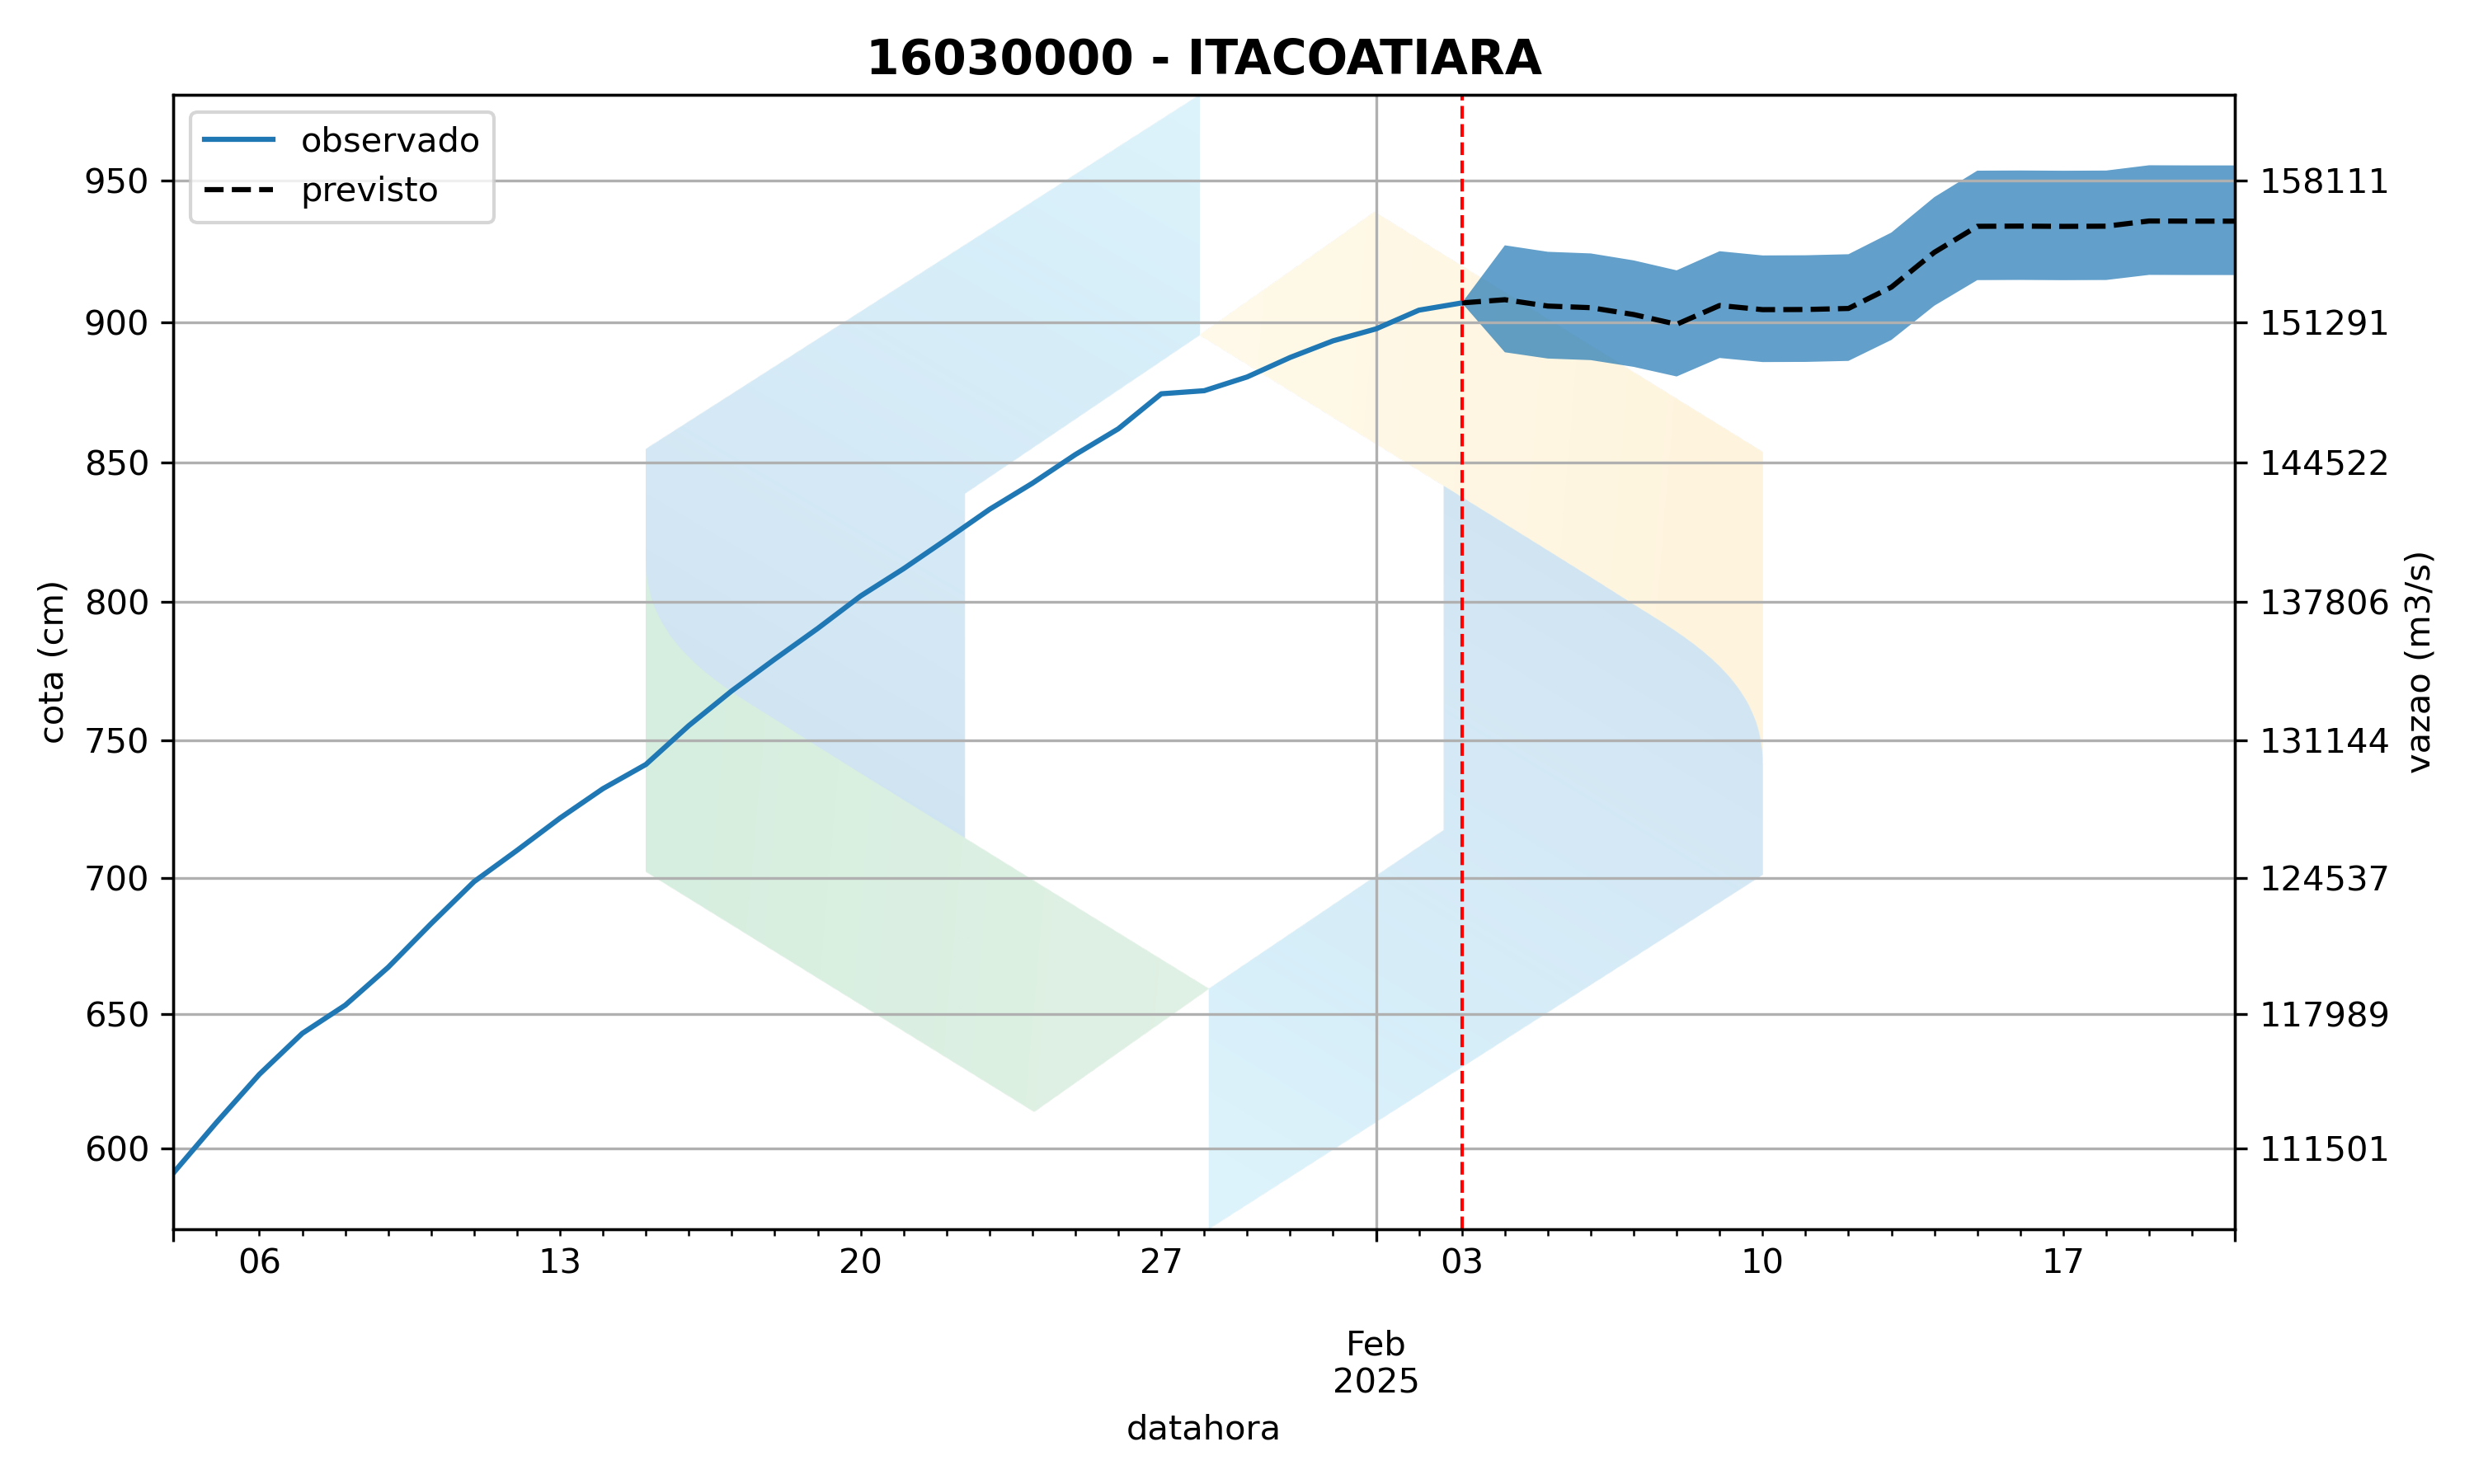 16030000 - ITACOATIARA
observado
previsto
950
900
850
800
750
700
650
600
cota (cm)
158111
151291
144522
137806
131144
124537
117989
111501
vazao (m3/s)
06 13 20 27 03 10 17
Feb
2025
datahora